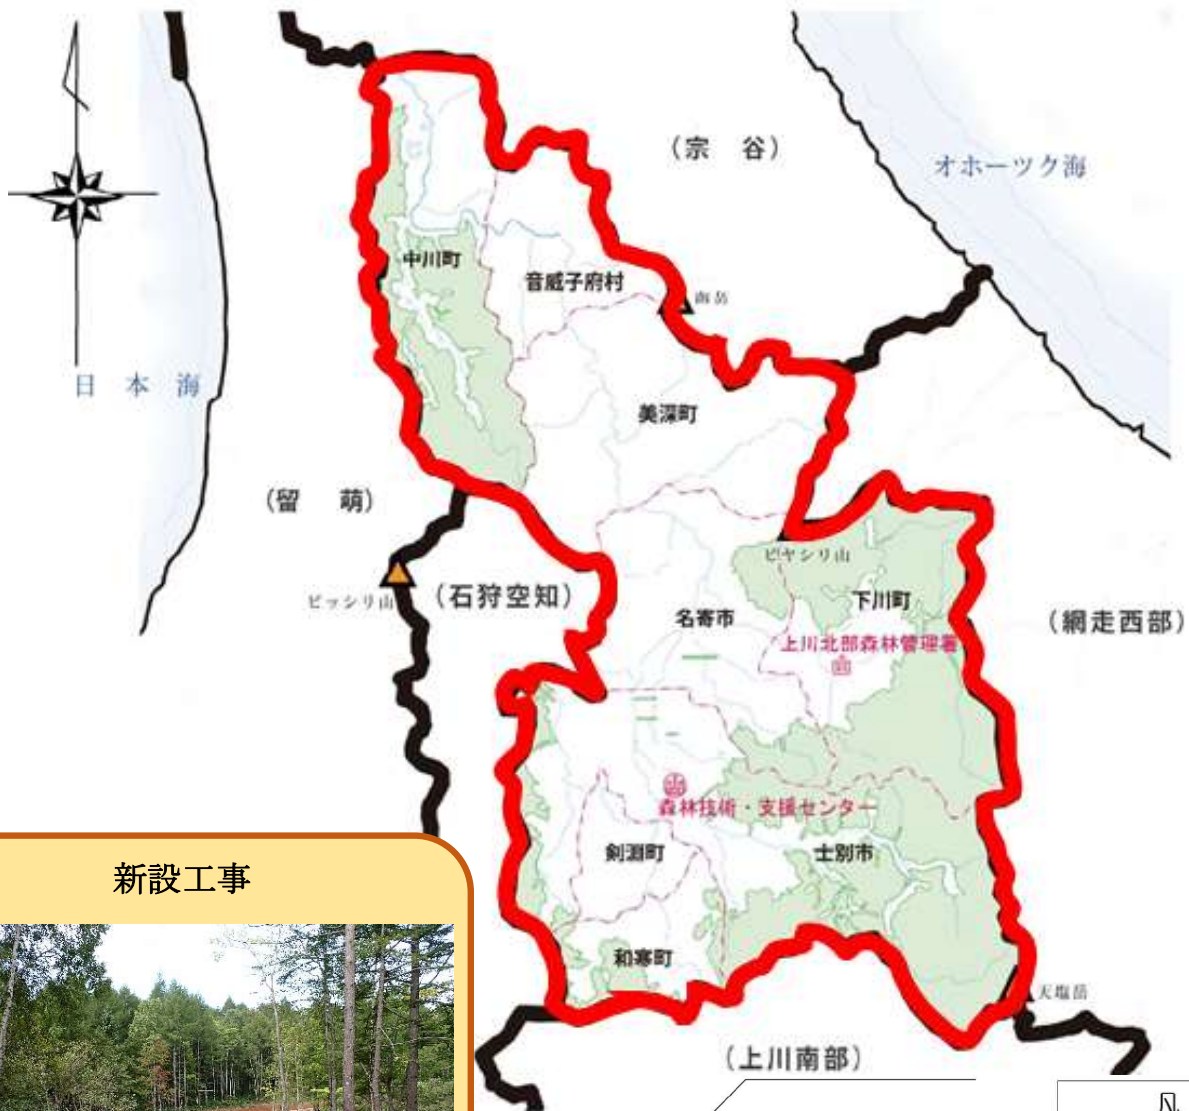 (宗 谷)
オホーツク海
中川町
音威子府村
函岳
日本海
美深町
(留 萌)
ピヤシリ山
ピッシリ山
(石狩空知)
下川町
名寄市
(網走西部)
上川北部森林管理署
森林技術・支援センター
剣淵町
士別市
新設工事
和寒町
天塩岳
(上川南部)
凡